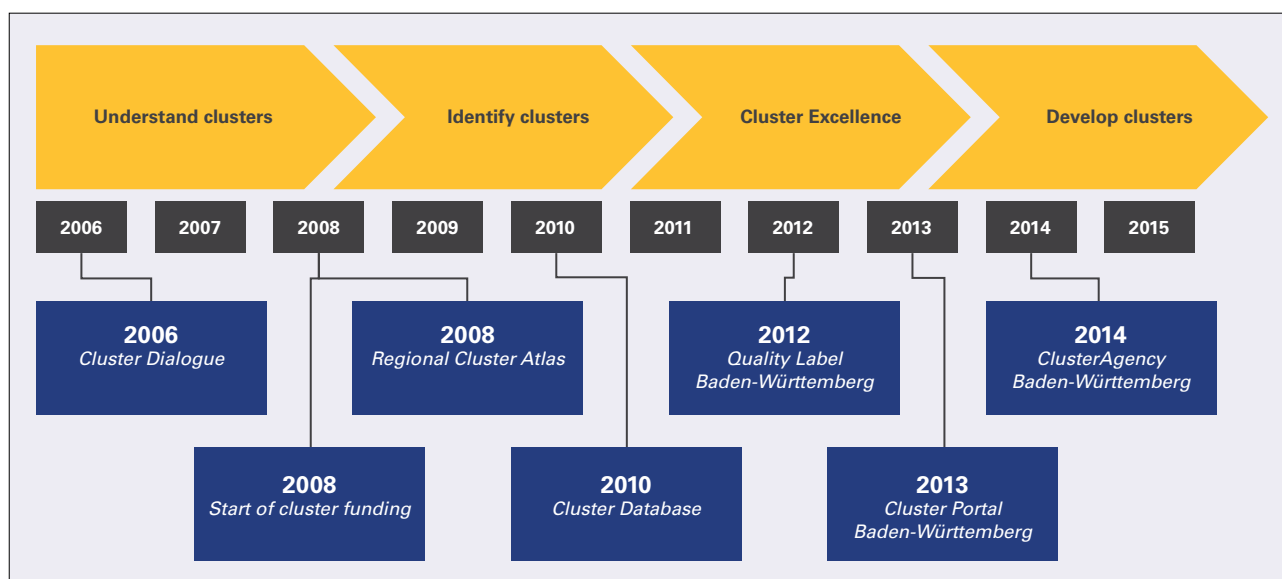 Understand clusters
Identify clusters
Cluster Excellence
Develop clusters
2006
2007
2008
2009
2010
2011
2012
2013
2014
2015
2006
Cluster Dialogue
2008
Regional Cluster Atlas
2012
Quality Label
Baden-Württemberg
2014
ClusterAgency
Baden-Württemberg
2008
Start of cluster funding
2010
Cluster Database
2013
Cluster Portal
Baden-Württemberg